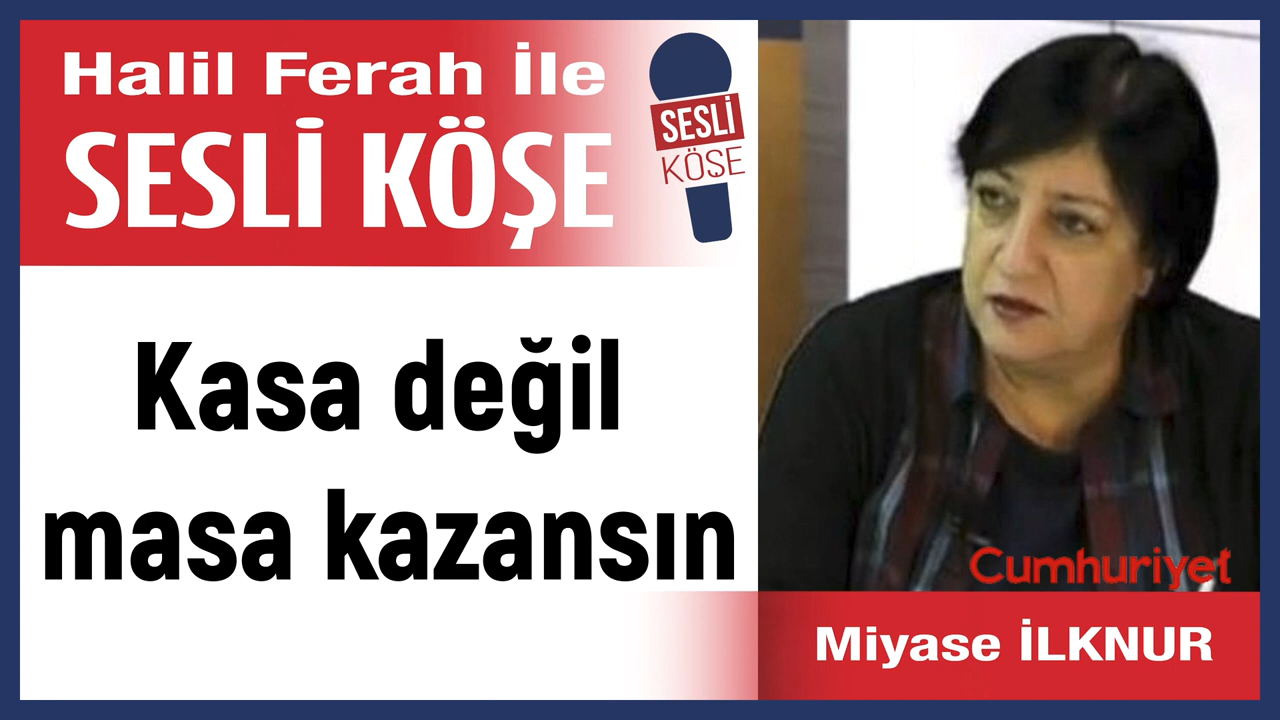 Halil Ferah İle
SESLİ KÖŞE
SESLİ
KÖŞE
Kasa değil
masa kazansın
Cumhuriyet
Miyase İLKNUR